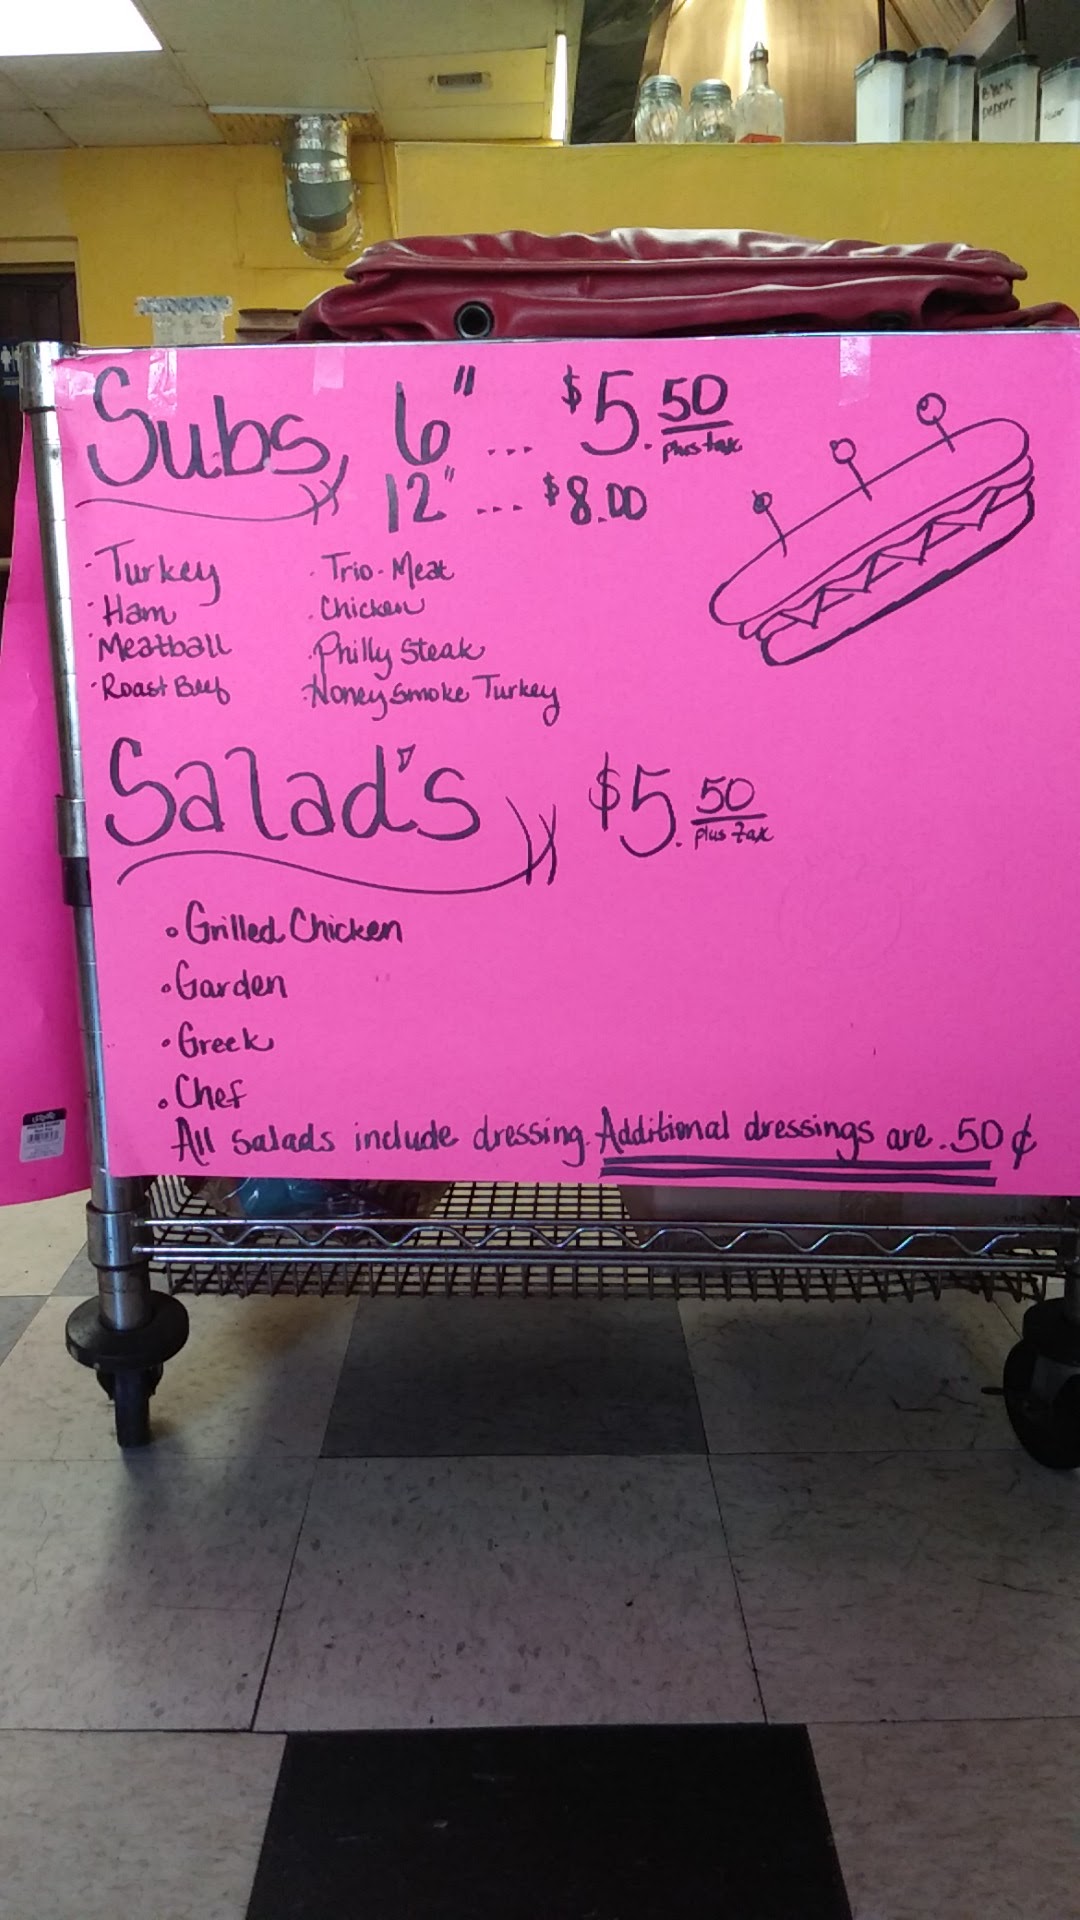 Black
Pepper
Subs, 6" ... $5.50
plus tax
12" ... $8.00
· Turkey
· Ham
· Meatball
· Roast Beef
· Trio-Meat
· Chicken
· Philly Steak
· Honey Smoke Turkey
Salad's $5.50
plus tax
• Grilled Chicken
• Garden
• Greek
• Chef
All salads include dressing. Additional dressings are .50¢